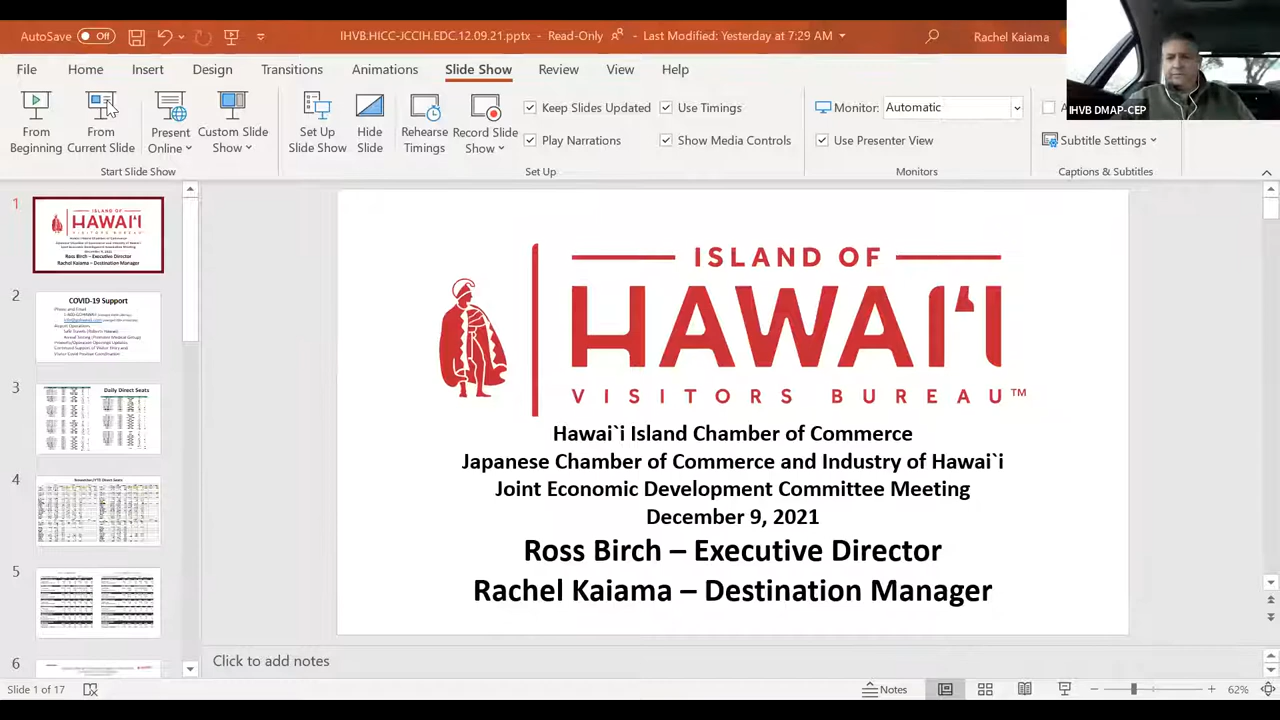 AutoSave Off
IHVB.HICC-JCCIH.EDC.12.09.21.pptx - Read-Only - Last Modified: Yesterday at 7:29 AM
Rachel Kaiama
IHVB DMAP-CEP
File Home Insert Design Transitions Animations Slide Show Review View Help
From Beginning
From Current Slide
Present Online
Custom Slide Show
Set Up Slide Show
Hide Slide
Rehearse Timings
Record Slide Show
Keep Slides Updated
Use Timings
Play Narrations
Show Media Controls
Monitor: Automatic
Use Presenter View
Subtitle Settings
Start Slide Show
Set Up
Monitors
Captions & Subtitles
1
2
COVID-19 Support
3
Daily Direct Seats
4
5
6
ISLAND OF
HAWAI‘I
VISITORS BUREAU™
Hawai`i Island Chamber of Commerce
Japanese Chamber of Commerce and Industry of Hawai`i
Joint Economic Development Committee Meeting
December 9, 2021
Ross Birch – Executive Director
Rachel Kaiama – Destination Manager
Click to add notes
Slide 1 of 17
Notes
62%